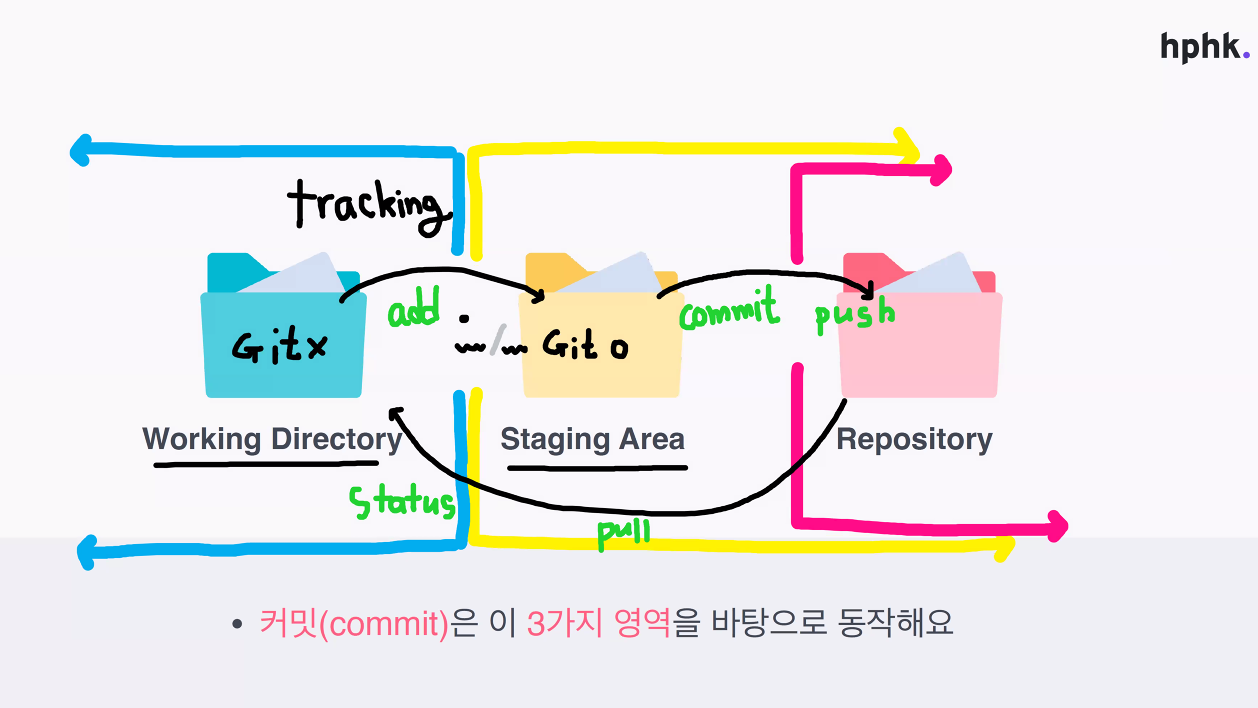 hphk.
tracking
add .
commit
push
Git x
Git o
Working Directory
Staging Area
Repository
status
pull
• 커밋(commit)은 이 3가지 영역을 바탕으로 동작해요